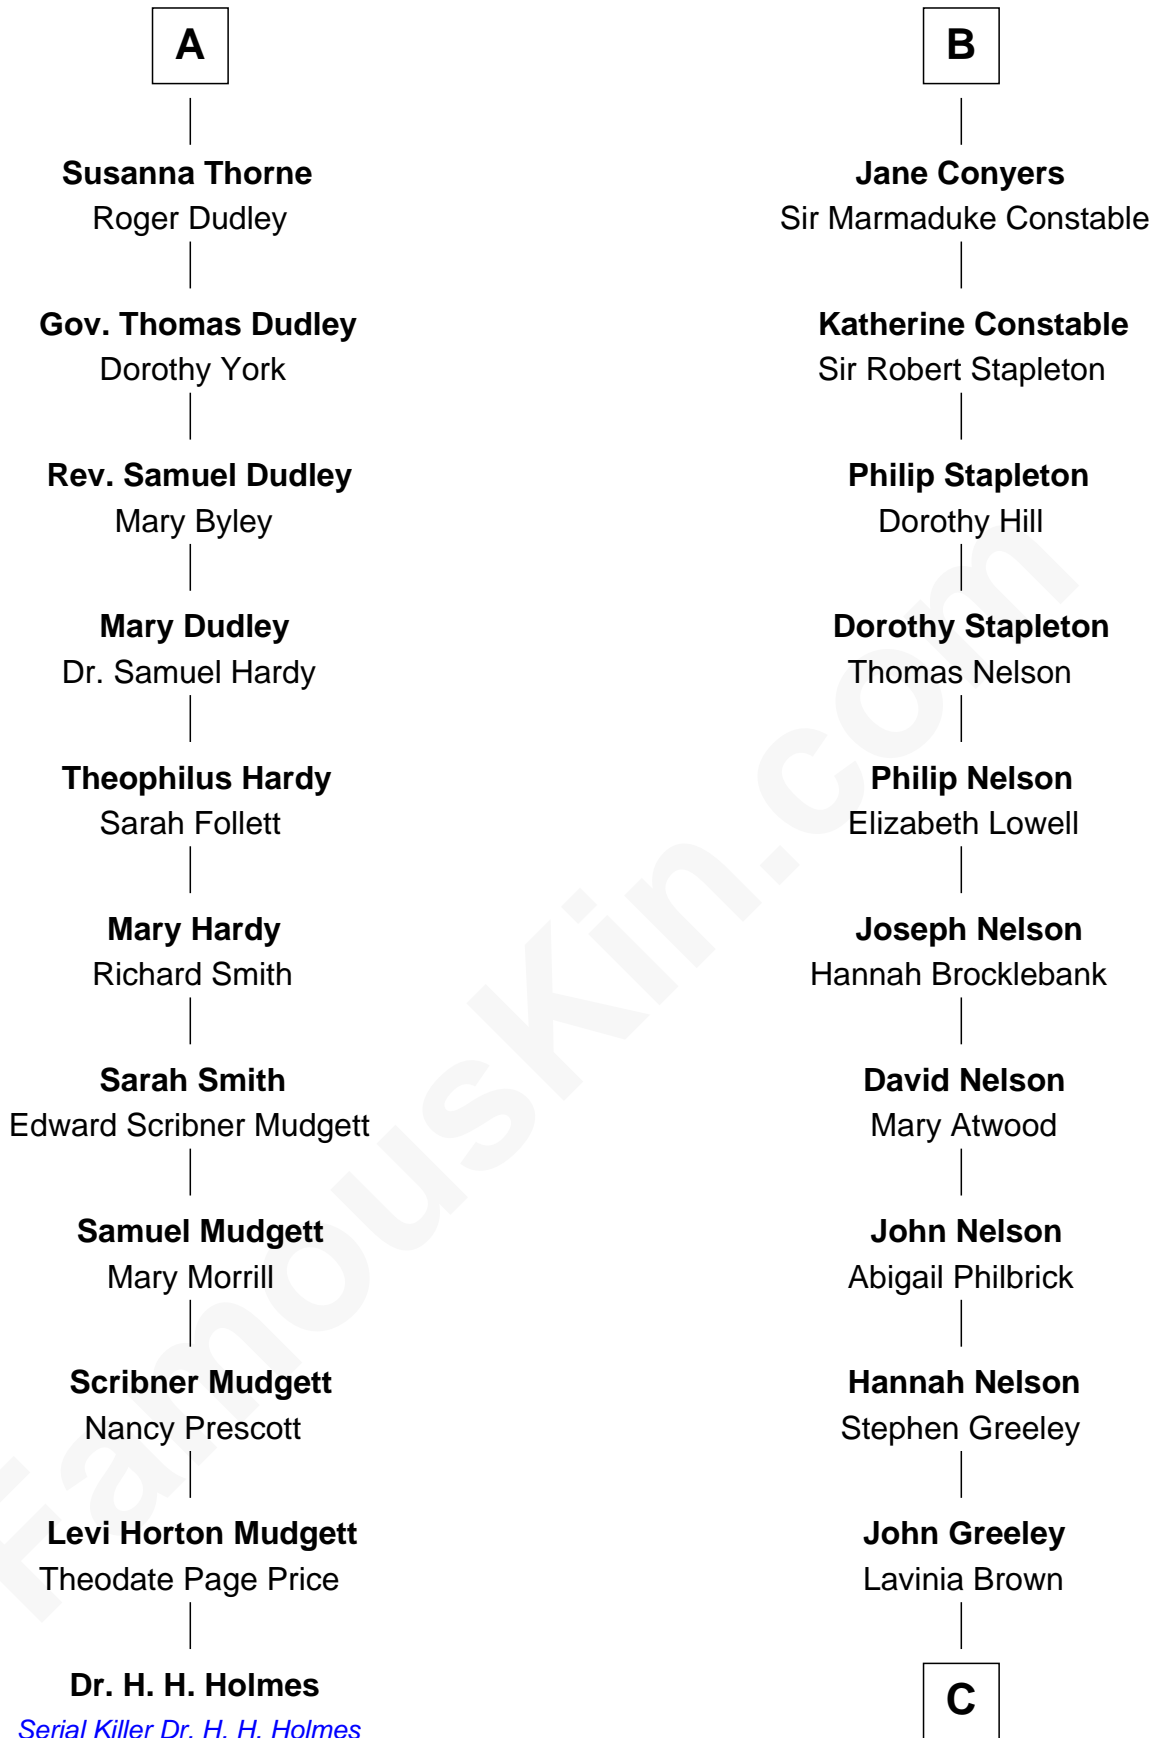 A
Susanna Thorne
Roger Dudley
Gov. Thomas Dudley
Dorothy York
Rev. Samuel Dudley
Mary Byley
Mary Dudley
Dr. Samuel Hardy
Theophilus Hardy
Sarah Follett
Mary Hardy
Richard Smith
Sarah Smith
Edward Scribner Mudgett
Samuel Mudgett
Mary Morrill
Scribner Mudgett
Nancy Prescott
Levi Horton Mudgett
Theodate Page Price
Dr. H. H. Holmes
Serial Killer Dr. H. H. Holmes
B
Jane Conyers
Sir Marmaduke Constable
Katherine Constable
Sir Robert Stapleton
Philip Stapleton
Dorothy Hill
Dorothy Stapleton
Thomas Nelson
Philip Nelson
Elizabeth Lowell
Joseph Nelson
Hannah Brocklebank
David Nelson
Mary Atwood
John Nelson
Abigail Philbrick
Hannah Nelson
Stephen Greeley
John Greeley
Lavinia Brown
C
FamousKin.com